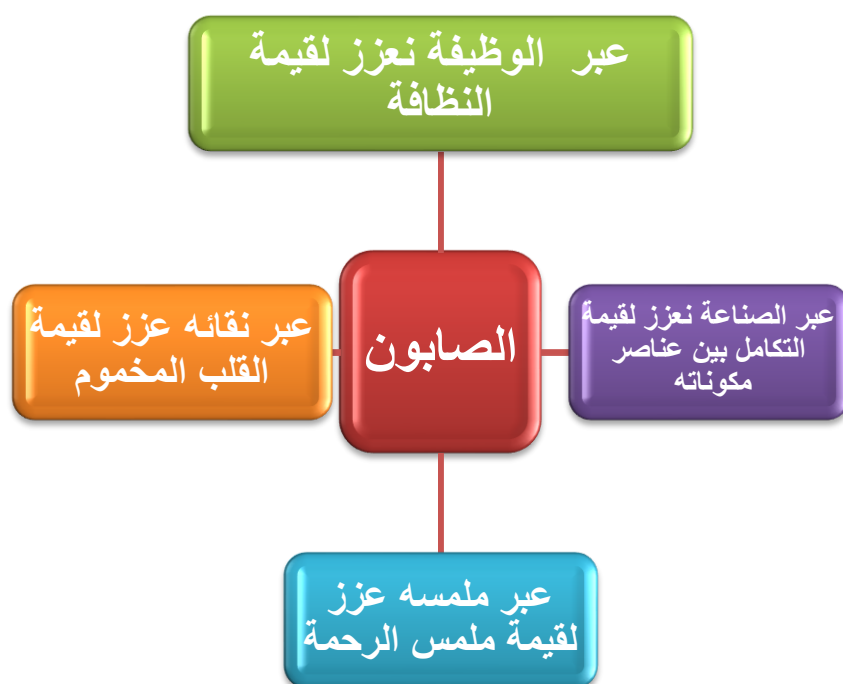 عبر الوظيفة نعزز لقيمة
النظافة
عبر الصناعة نعزز لقيمة
التكامل بين عناصر
مكوناته
الصابون
عبر نقائه عزز لقيمة
القلب المخموم
عبر ملمسه عزز
لقيمة ملمس الرحمة